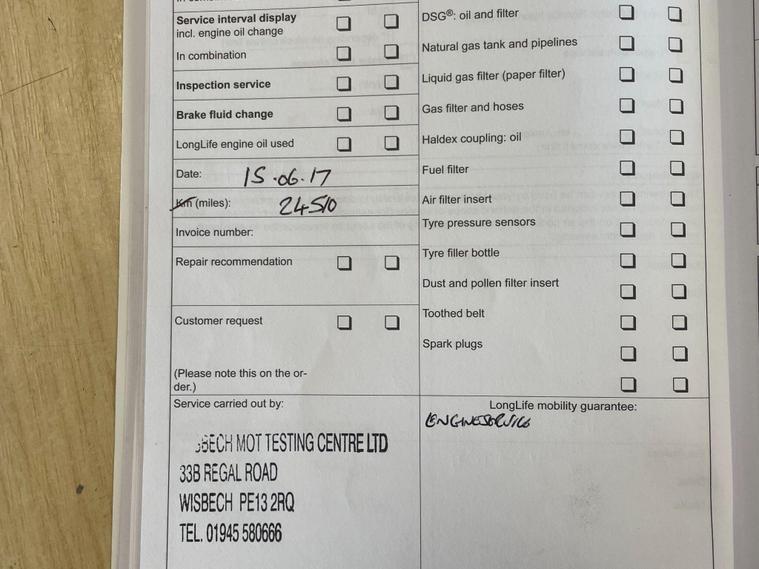 Service interval display
incl. engine oil change
In combination
Inspection service
Brake fluid change
LongLife engine oil used
Date: 15.06.17
Km (miles): 24510
Invoice number:
Repair recommendation
Customer request
(Please note this on the or-
der.)
Service carried out by:
BECH MOT TESTING CENTRE LTD
33B REGAL ROAD
WISBECH PE13 2RQ
TEL. 01945 580666
DSG®: oil and filter
Natural gas tank and pipelines
Liquid gas filter (paper filter)
Gas filter and hoses
Haldex coupling: oil
Fuel filter
Air filter insert
Tyre pressure sensors
Tyre filler bottle
Dust and pollen filter insert
Toothed belt
Spark plugs
LongLife mobility guarantee:
ENGINE SERVICE